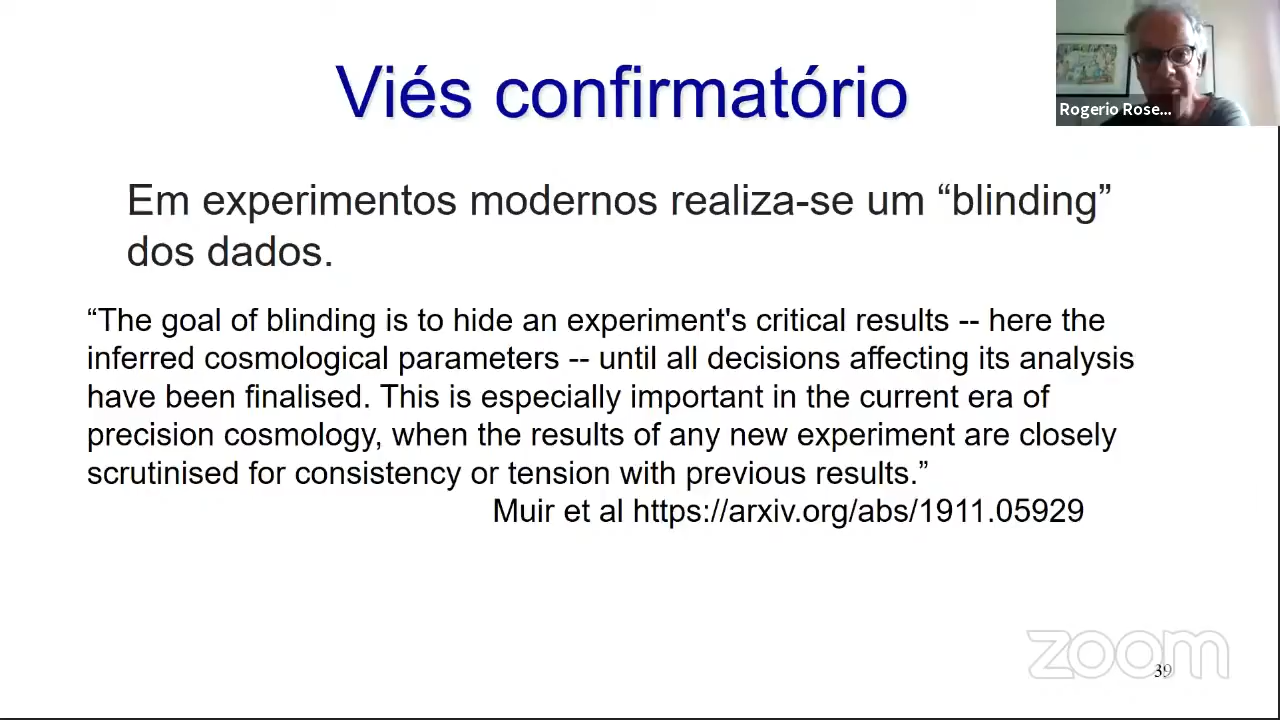 Viés confirmatório
Rogerio Rose...
Em experimentos modernos realiza-se um “blinding”
dos dados.
“The goal of blinding is to hide an experiment's critical results -- here the
inferred cosmological parameters -- until all decisions affecting its analysis
have been finalised. This is especially important in the current era of
precision cosmology, when the results of any new experiment are closely
scrutinised for consistency or tension with previous results.”
Muir et al https://arxiv.org/abs/1911.05929
zoom
39